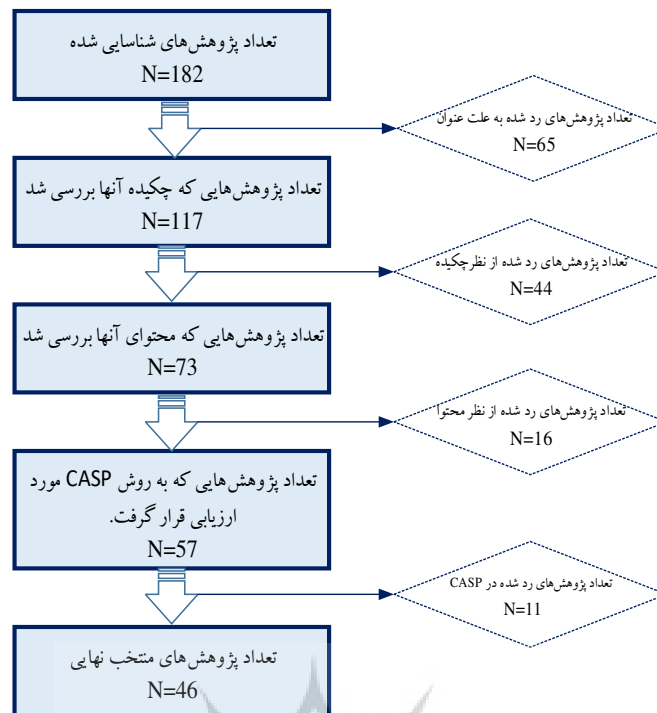 تعداد پژوهش‌های شناسایی شده
N=182
تعداد پژوهش‌های رد شده به علت عنوان
N=65
تعداد پژوهش‌هایی که چکیده آنها بررسی شد
N=117
تعداد پژوهش‌های رد شده از نظرچکیده
N=44
تعداد پژوهش‌هایی که محتوای آنها بررسی شد
N=73
تعداد پژوهش‌های رد شده از نظر محتوا
N=16
تعداد پژوهش‌هایی که به روش CASP مورد
ارزیابی قرار گرفت.
N=57
تعداد پژوهش‌های رد شده در CASP
N=11
تعداد پژوهش‌های منتخب نهایی
N=46